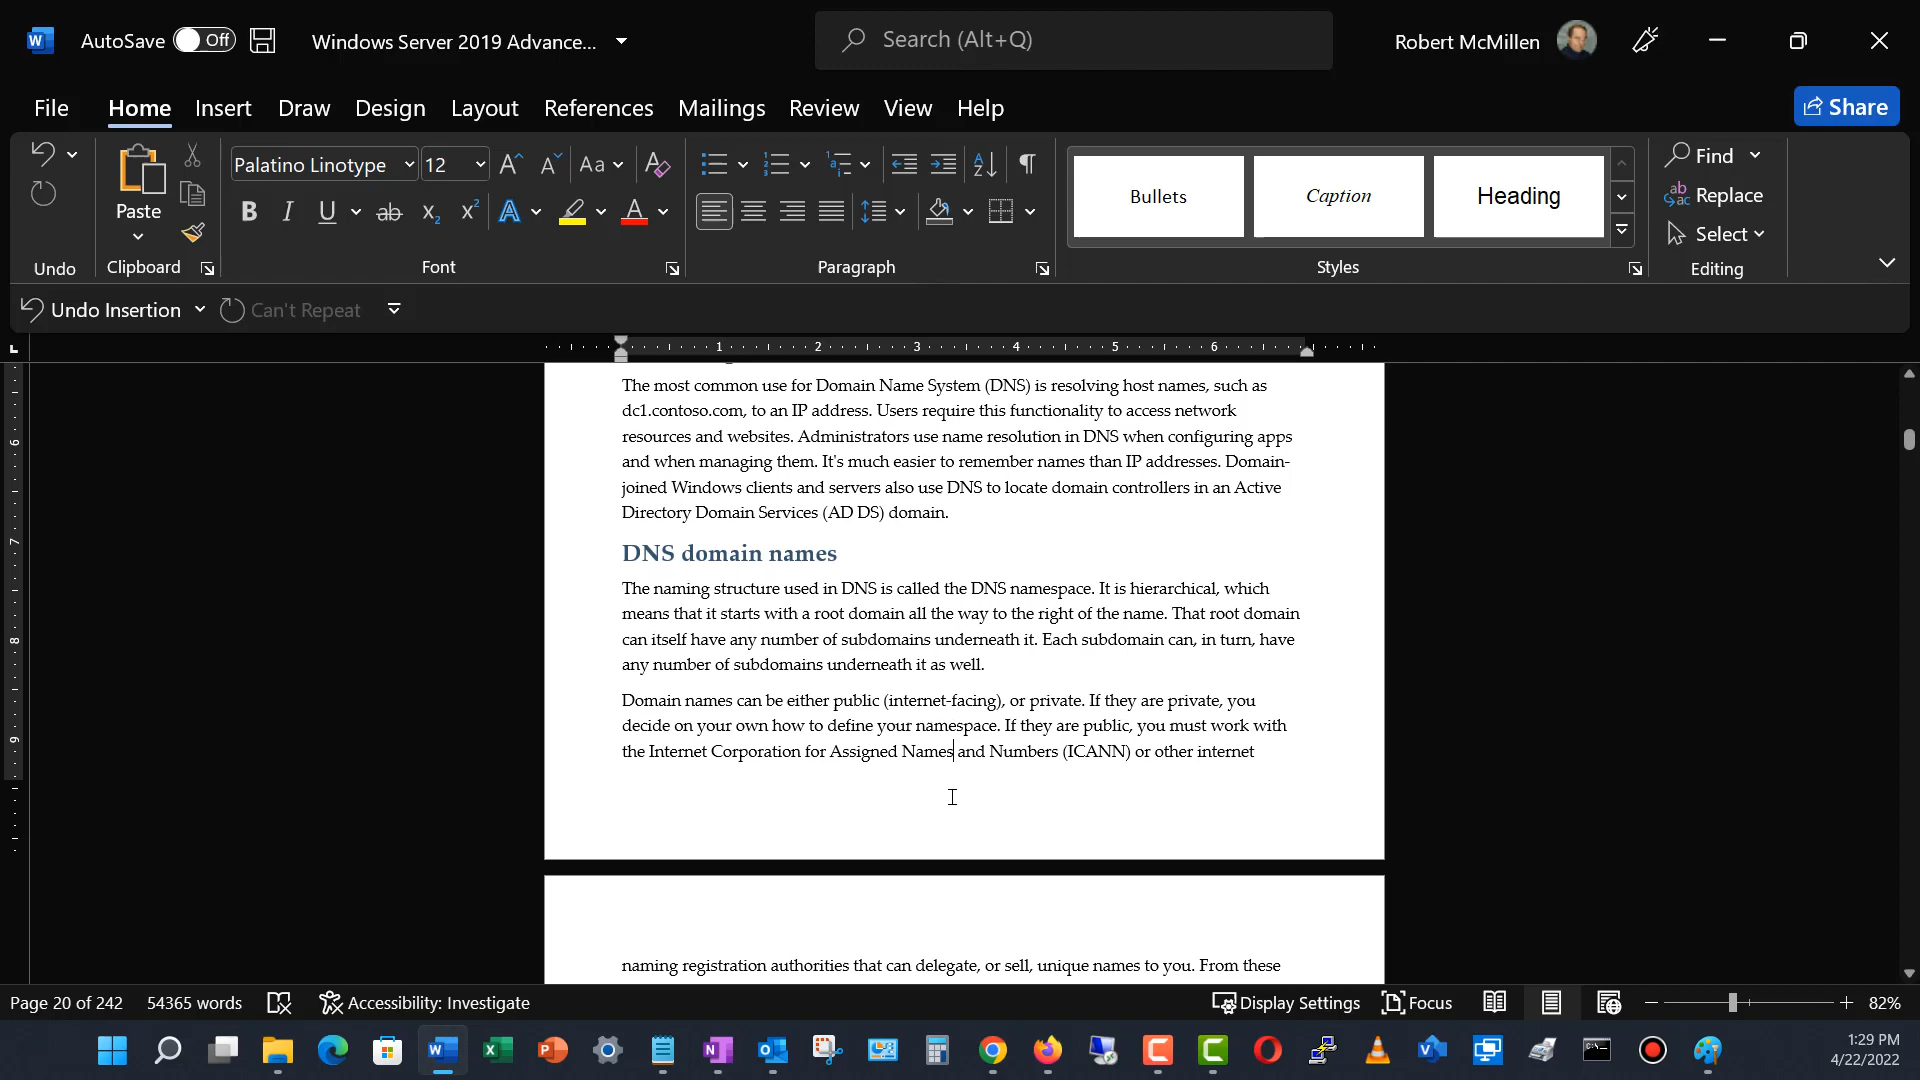 AutoSave Off Windows Server 2019 Advance... Search (Alt+Q) Robert McMillen
File Home Insert Draw Design Layout References Mailings Review View Help Share
Paste
Palatino Linotype 12 Aa
Bullets Caption Heading
Find
Replace
Select
Undo Clipboard Font Paragraph Styles Editing
Undo Insertion Can't Repeat
1 2 3 4 5 6
The most common use for Domain Name System (DNS) is resolving host names, such as
dc1.contoso.com, to an IP address. Users require this functionality to access network
resources and websites. Administrators use name resolution in DNS when configuring apps
and when managing them. It's much easier to remember names than IP addresses. Domain-
joined Windows clients and servers also use DNS to locate domain controllers in an Active
Directory Domain Services (AD DS) domain.
DNS domain names
The naming structure used in DNS is called the DNS namespace. It is hierarchical, which
means that it starts with a root domain all the way to the right of the name. That root domain
can itself have any number of subdomains underneath it. Each subdomain can, in turn, have
any number of subdomains underneath it as well.
Domain names can be either public (internet-facing), or private. If they are private, you
decide on your own how to define your namespace. If they are public, you must work with
the Internet Corporation for Assigned Names and Numbers (ICANN) or other internet
naming registration authorities that can delegate, or sell, unique names to you. From these
6
7
8
9
Page 20 of 242 54365 words Accessibility: Investigate Display Settings Focus 82%
1:29 PM
4/22/2022